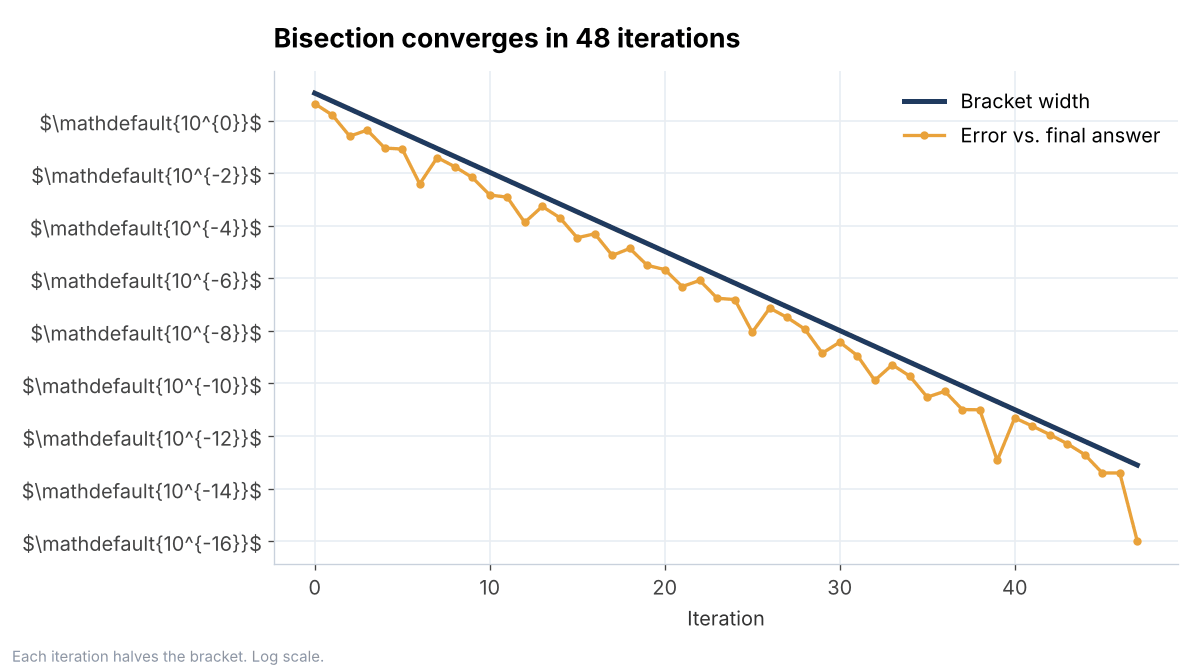 Bisection converges in 48 iterations
Bracket width
Error vs. final answer
$\mathdefault{10^{0}}$
$\mathdefault{10^{-2}}$
$\mathdefault{10^{-4}}$
$\mathdefault{10^{-6}}$
$\mathdefault{10^{-8}}$
$\mathdefault{10^{-10}}$
$\mathdefault{10^{-12}}$
$\mathdefault{10^{-14}}$
$\mathdefault{10^{-16}}$
0 10 20 30 40
Iteration
Each iteration halves the bracket. Log scale.